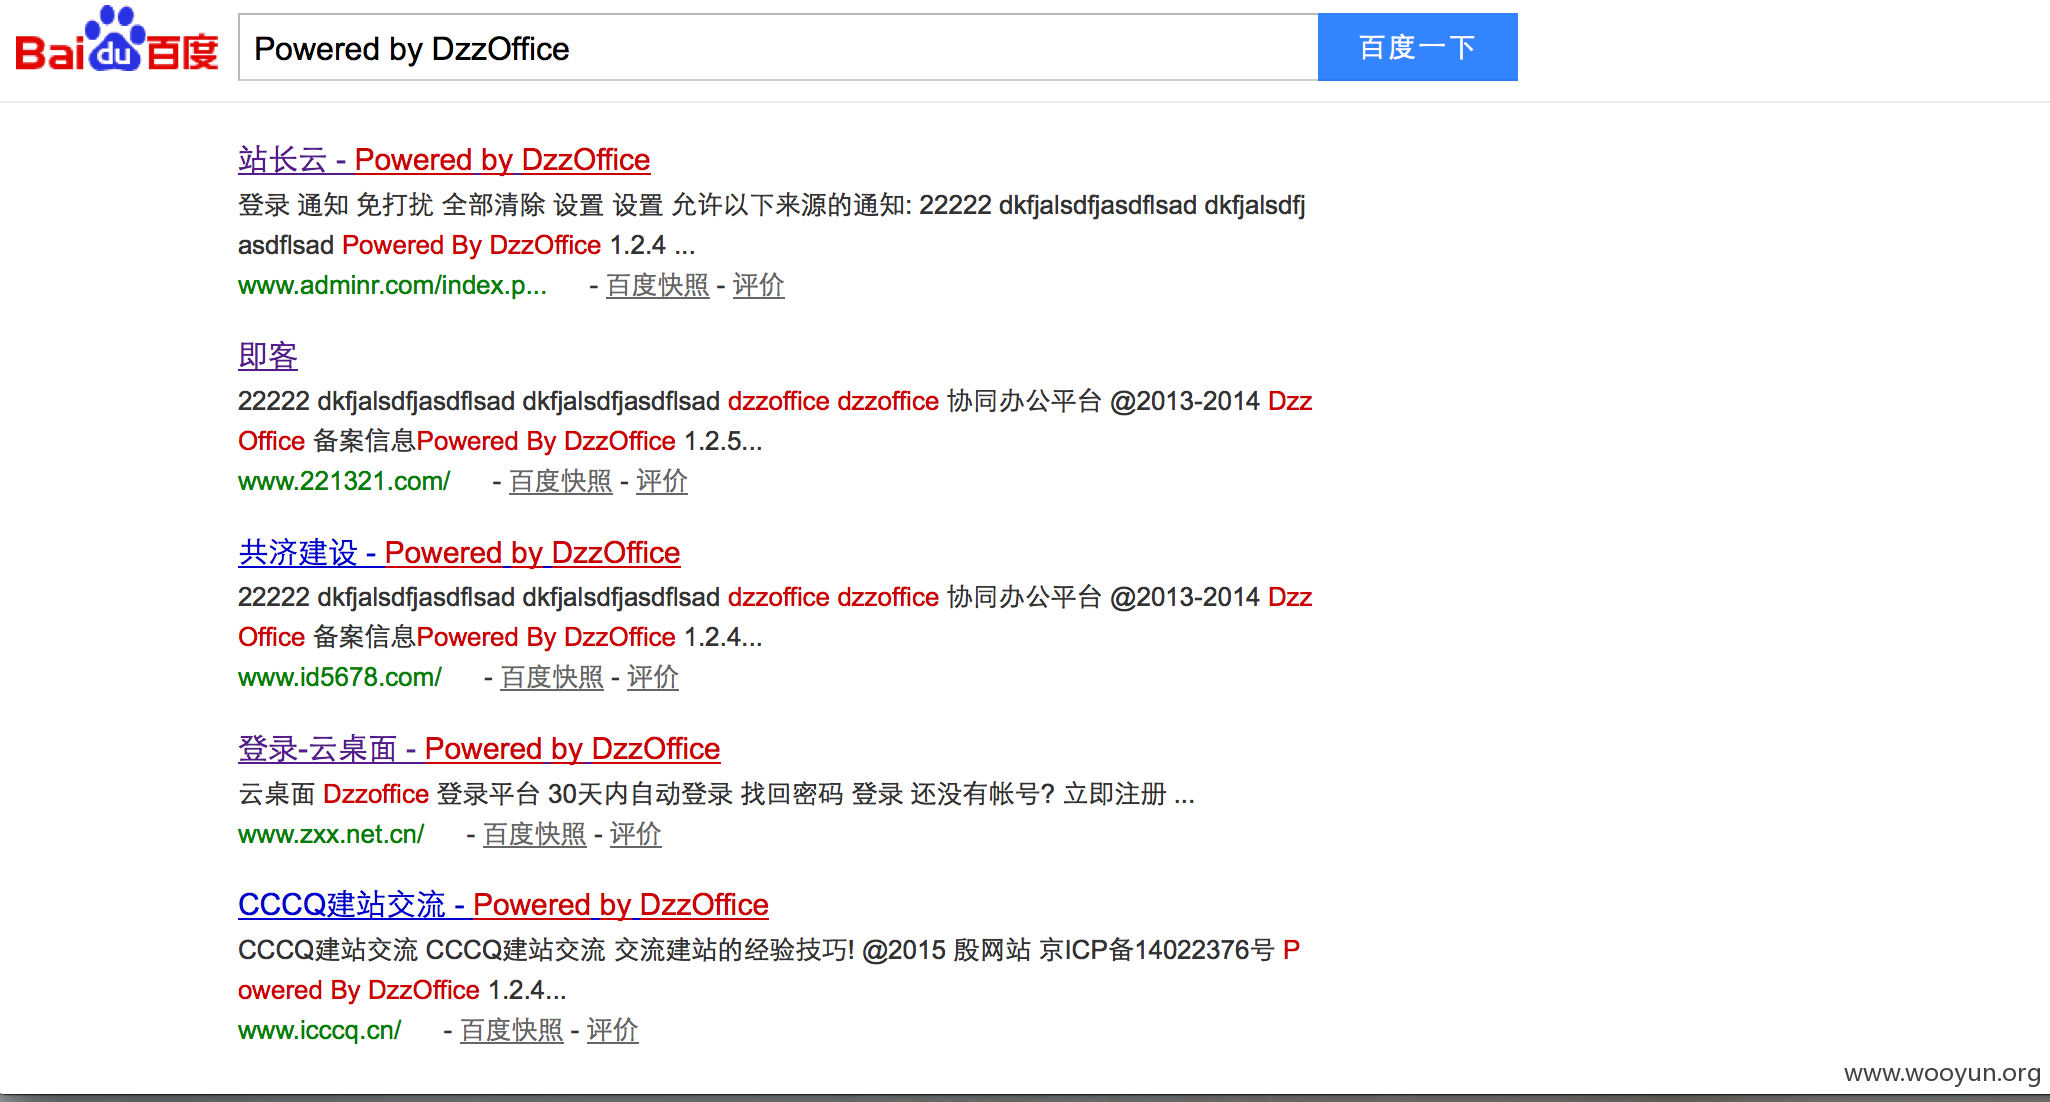 Bai du 百度
Powered by DzzOffice
百度一下
站长云 - Powered by DzzOffice
登录 通知 免打扰 全部清除 设置 设置 允许以下来源的通知: 22222 dkfjalsdfjasdflsad dkfjalsdfj
asdflsad Powered By DzzOffice 1.2.4 ...
www.adminr.com/index.p... - 百度快照 - 评价
即客
22222 dkfjalsdfjasdflsad dkfjalsdfjasdflsad dzzoffice dzzoffice 协同办公平台 @2013-2014 Dzz
Office 备案信息Powered By DzzOffice 1.2.5...
www.221321.com/ - 百度快照 - 评价
共济建设 - Powered by DzzOffice
22222 dkfjalsdfjasdflsad dkfjalsdfjasdflsad dzzoffice dzzoffice 协同办公平台 @2013-2014 Dzz
Office 备案信息Powered By DzzOffice 1.2.4...
www.id5678.com/ - 百度快照 - 评价
登录-云桌面 - Powered by DzzOffice
云桌面 Dzzoffice 登录平台 30天内自动登录 找回密码 登录 还没有帐号? 立即注册 ...
www.zxx.net.cn/ - 百度快照 - 评价
CCCQ建站交流 - Powered by DzzOffice
CCCQ建站交流 CCCQ建站交流 交流建站的经验技巧! @2015 殷网站 京ICP备14022376号 P
owered By DzzOffice 1.2.4...
www.icccq.cn/ - 百度快照 - 评价
www.wooyun.org